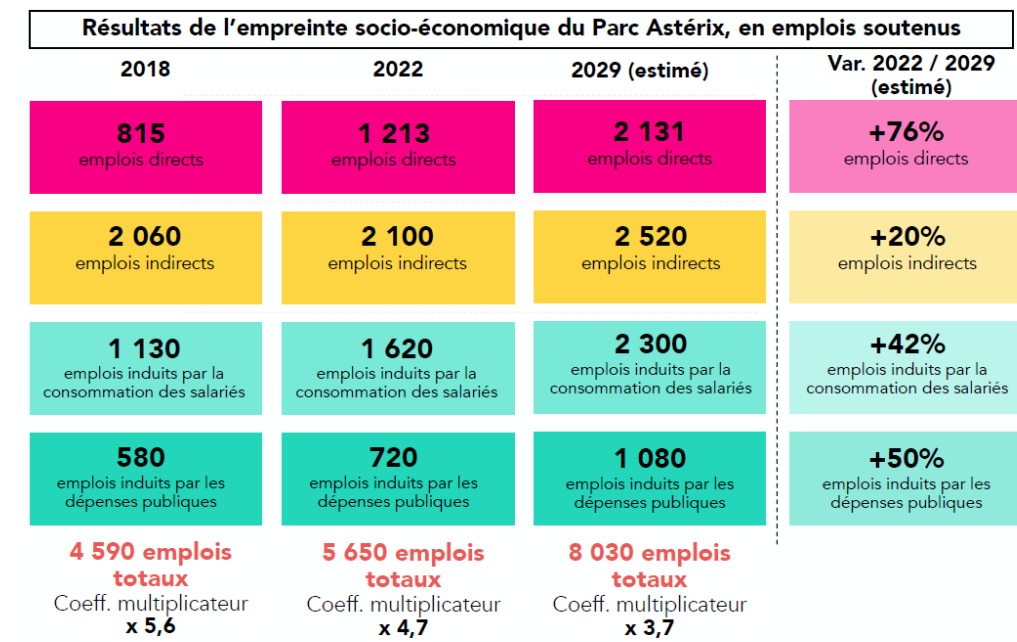 Résultats de l’empreinte socio-économique du Parc Astérix, en emplois soutenus
2018
2022
2029 (estimé)
Var. 2022 / 2029
(estimé)
815
emplois directs
1 213
emplois directs
2 131
emplois directs
+76%
emplois directs
2 060
emplois indirects
2 100
emplois indirects
2 520
emplois indirects
+20%
emplois indirects
1 130
emplois induits par la
consommation des salariés
1 620
emplois induits par la
consommation des salariés
2 300
emplois induits par la
consommation des salariés
+42%
emplois induits par la
consommation des salariés
580
emplois induits par les
dépenses publiques
720
emplois induits par les
dépenses publiques
1 080
emplois induits par les
dépenses publiques
+50%
emplois induits par les
dépenses publiques
4 590 emplois
totaux
Coeff. multiplicateur
x 5,6
5 650 emplois
totaux
Coeff. multiplicateur
x 4,7
8 030 emplois
totaux
Coeff. multiplicateur
x 3,7